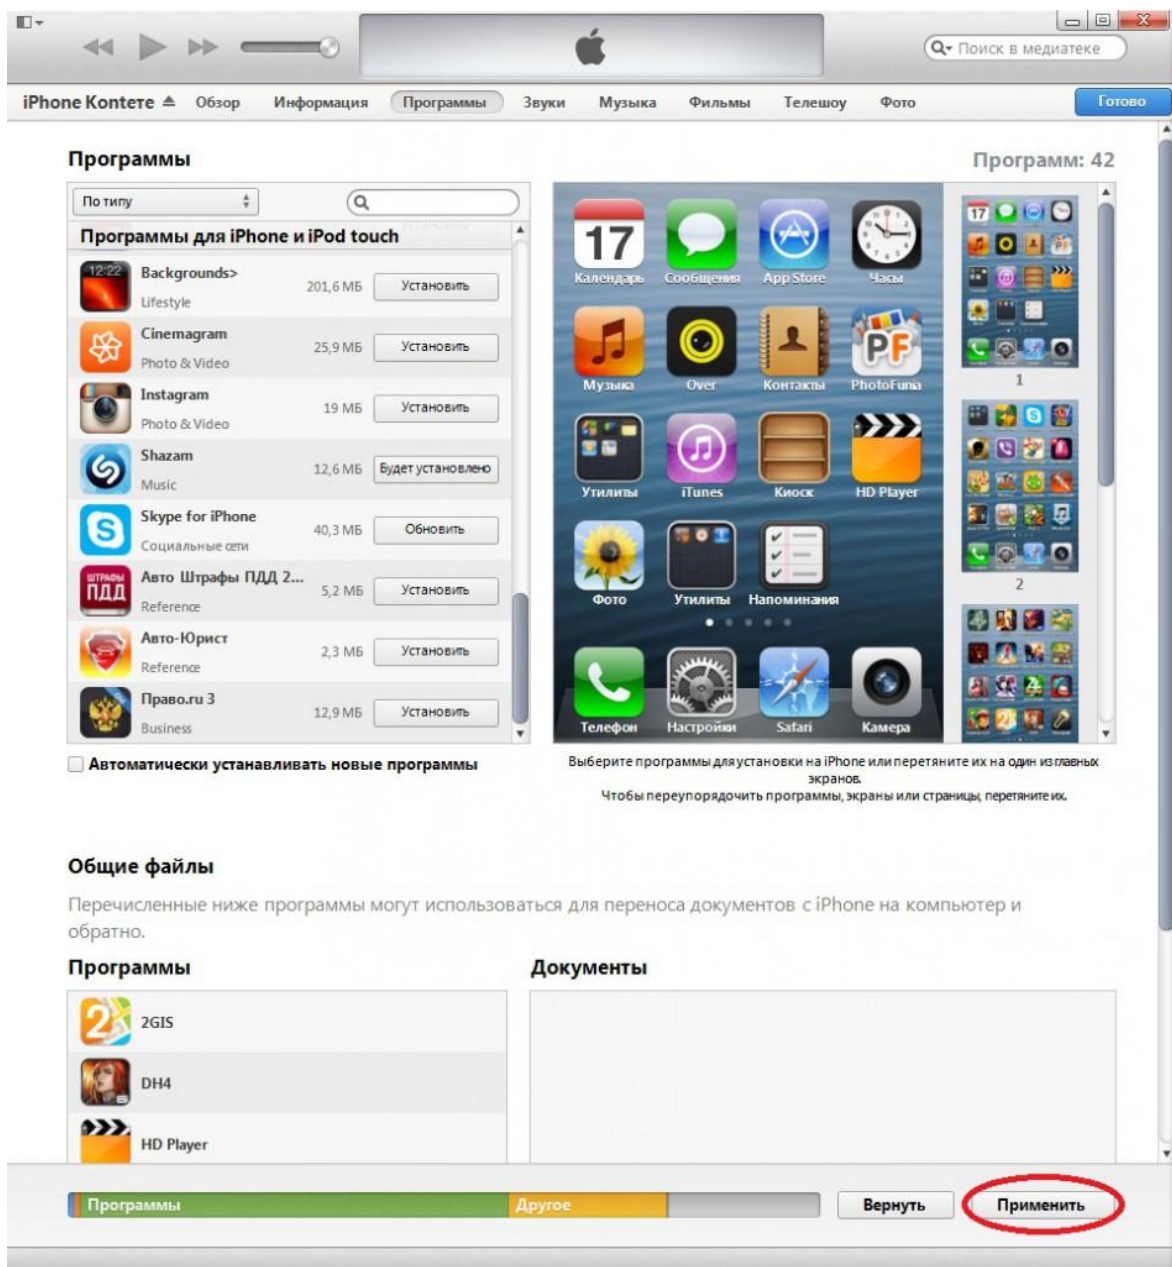 Поиск в медиатеке
iPhone Контете Обзор Информация Программы Звуки Музыка Фильмы Телешоу Фото Готово
Программы
Программ: 42
По типу
Программы для iPhone и iPod touch
12:22
Backgrounds>
Lifestyle
201,6 МБ
Установить
Cinemagram
Photo & Video
25,9 МБ
Установить
Instagram
Photo & Video
19 МБ
Установить
Shazam
Music
12,6 МБ
Будет установлено
Skype for iPhone
Социальные сети
40,3 МБ
Обновить
ШТРАФЫ
ПДД
Авто Штрафы ПДД 2...
Reference
5,2 МБ
Установить
Авто-Юрист
Reference
2,3 МБ
Установить
Право.ru 3
Business
12,9 МБ
Установить
Автоматически устанавливать новые программы
17
Календарь Сообщения App Store Часы
PF
Музыка Over Контакты PhotoFunia
Утилиты iTunes Киоск HD Player
Фото Утилиты Напоминания
Телефон Настройки Safari Камера
17
1
2
Выберите программы для установки на iPhone или перетяните их на один из главных
экранов.
Чтобы переупорядочить программы, экраны или страницы, перетяните их.
Общие файлы
Перечисленные ниже программы могут использоваться для переноса документов с iPhone на компьютер и
обратно.
Программы
Документы
2GIS
DH4
HD Player
Программы Другое Вернуть Применить